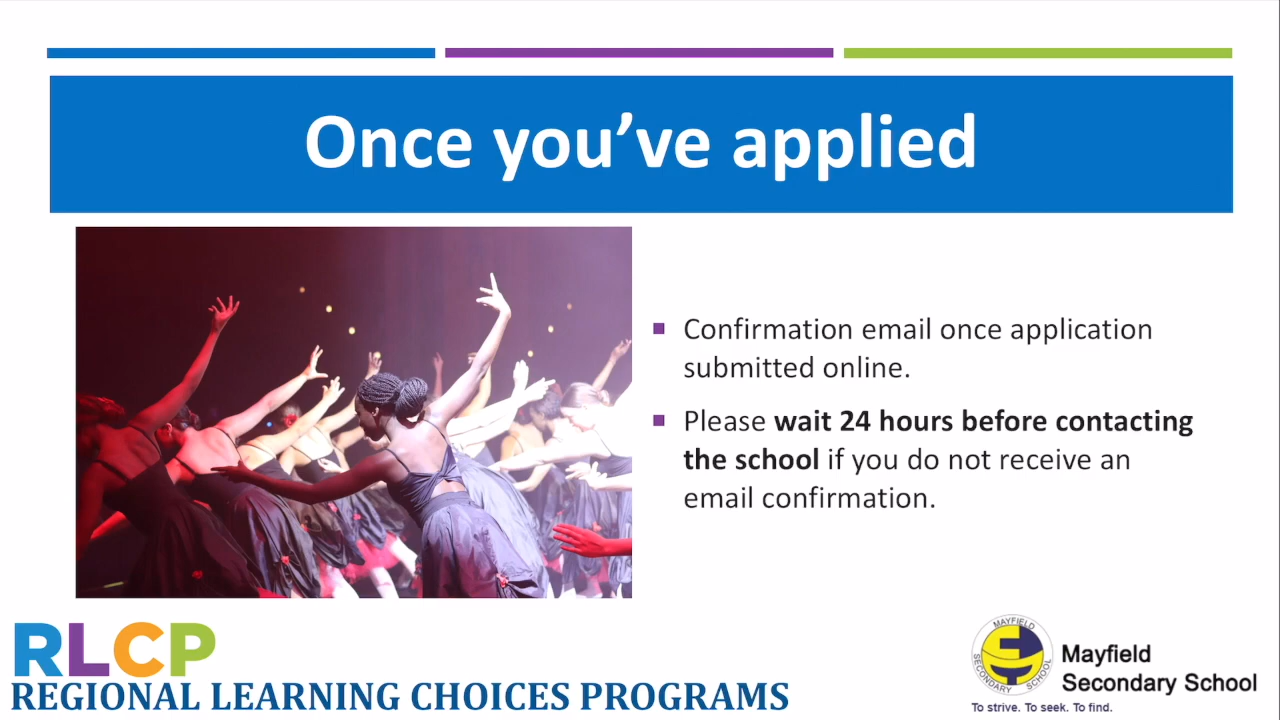 Once you’ve applied
Confirmation email once application
submitted online.
Please wait 24 hours before contacting
the school if you do not receive an
email confirmation.
RLCP
REGIONAL LEARNING CHOICES PROGRAMS
MAYFIELD
SECONDARY SCHOOL
Mayfield
Secondary School
To strive. To seek. To find.